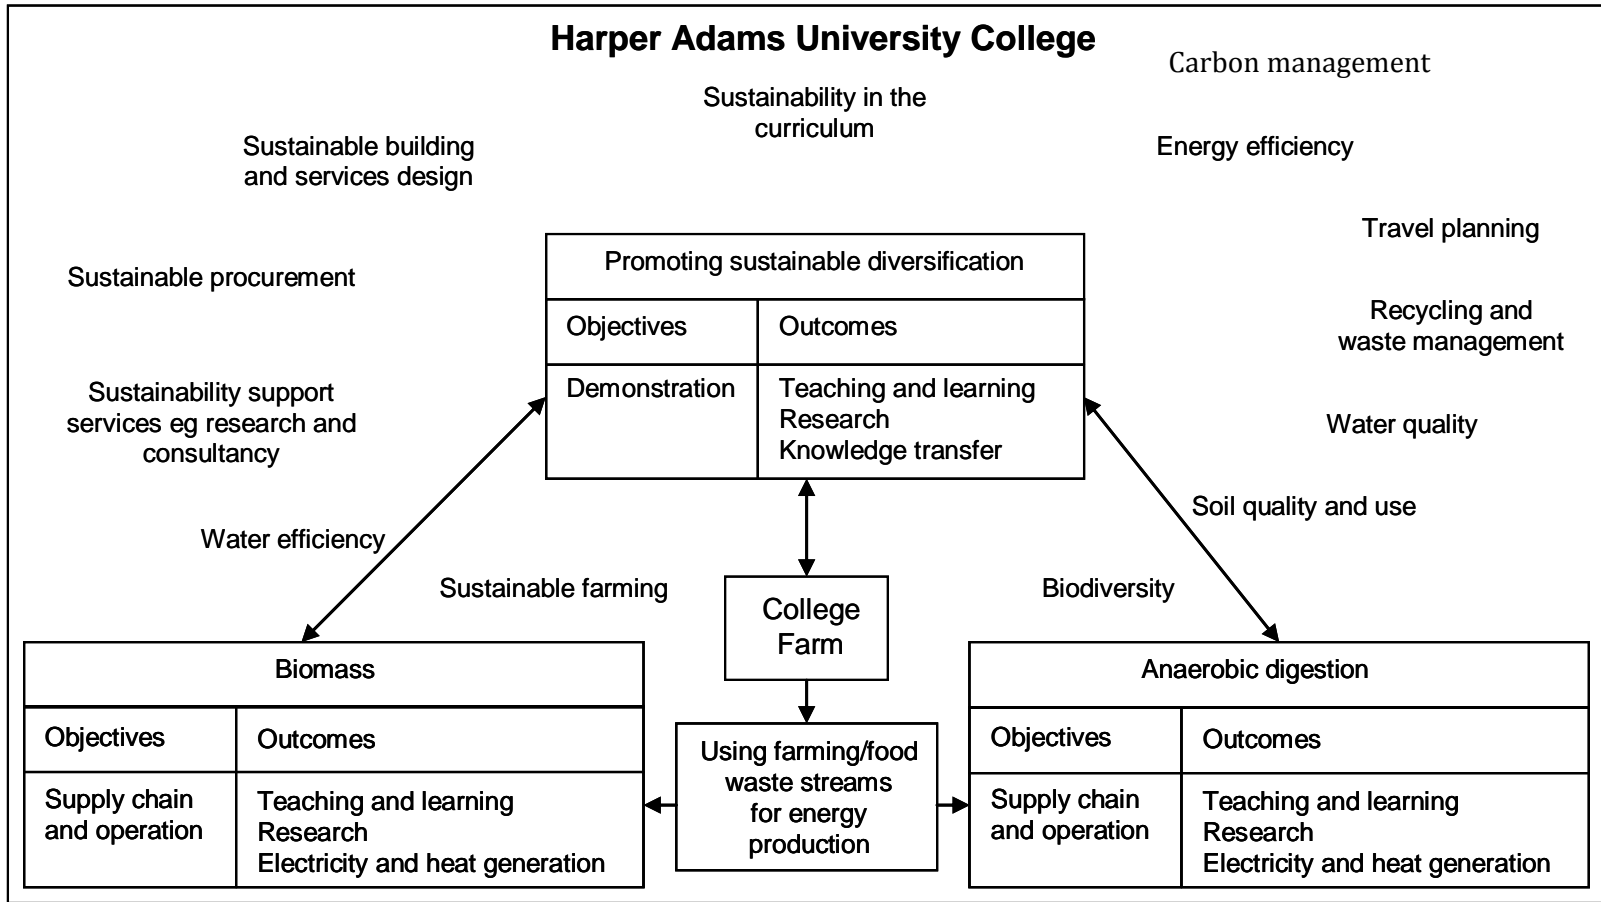 Harper Adams University College
Carbon management
Sustainability in the
curriculum
Sustainable building
and services design
Energy efficiency
Travel planning
Sustainable procurement
Promoting sustainable diversification
Objectives
Outcomes
Demonstration
Teaching and learning
Research
Knowledge transfer
Recycling and
waste management
Sustainability support
services eg research and
consultancy
Water quality
Soil quality and use
Water efficiency
Sustainable farming
College
Farm
Biodiversity
Biomass
Objectives
Outcomes
Supply chain
and operation
Teaching and learning
Research
Electricity and heat generation
Using farming/food
waste streams
for energy
production
Anaerobic digestion
Objectives
Outcomes
Supply chain
and operation
Teaching and learning
Research
Electricity and heat generation